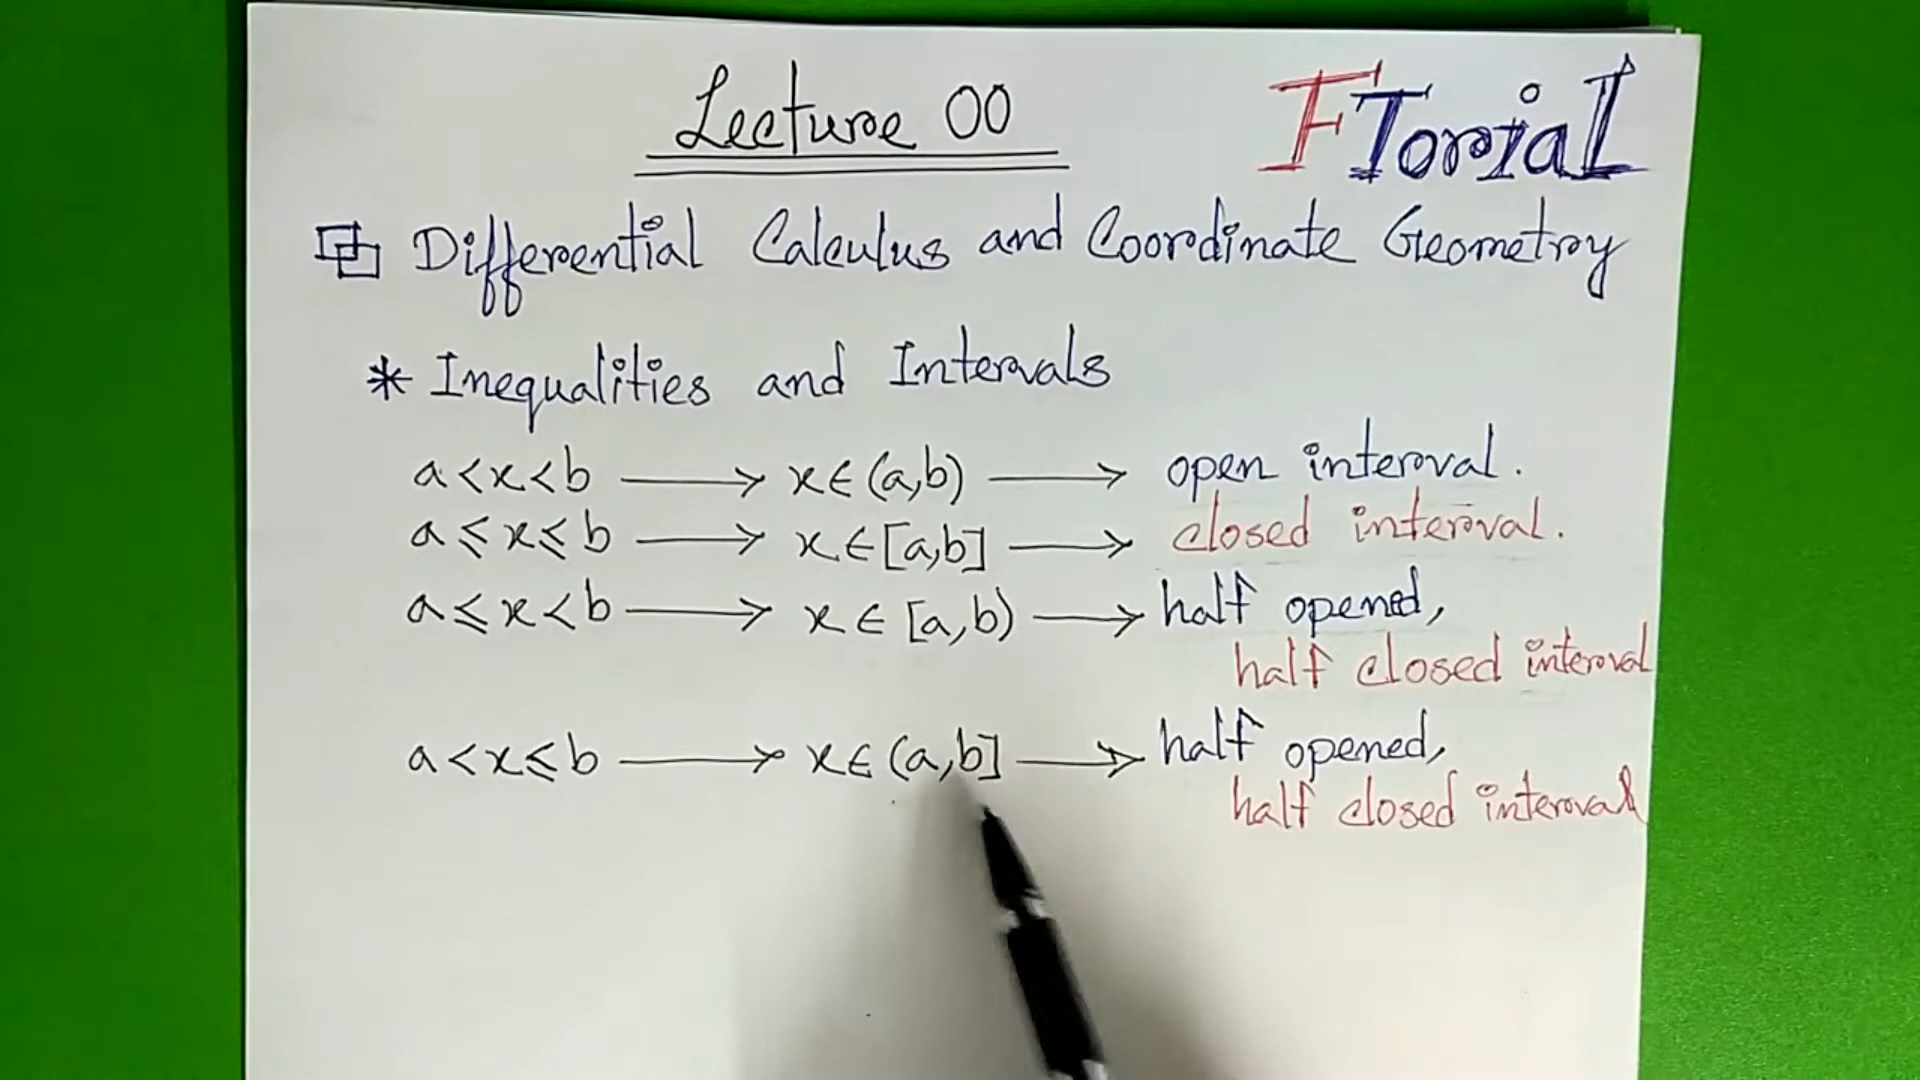 Lecture 00
FTorial
Differential Calculus and Coordinate Geometry
* Inequalities and Intervals
a<x<b ⟶ x∈(a,b) ⟶ open interval.
a⩽x⩽b ⟶ x∈[a,b] ⟶ closed interval.
a⩽x<b ⟶ x∈[a,b) ⟶ half opened,
half closed interval
a<x⩽b ⟶ x∈(a,b] ⟶ half opened,
half closed interval